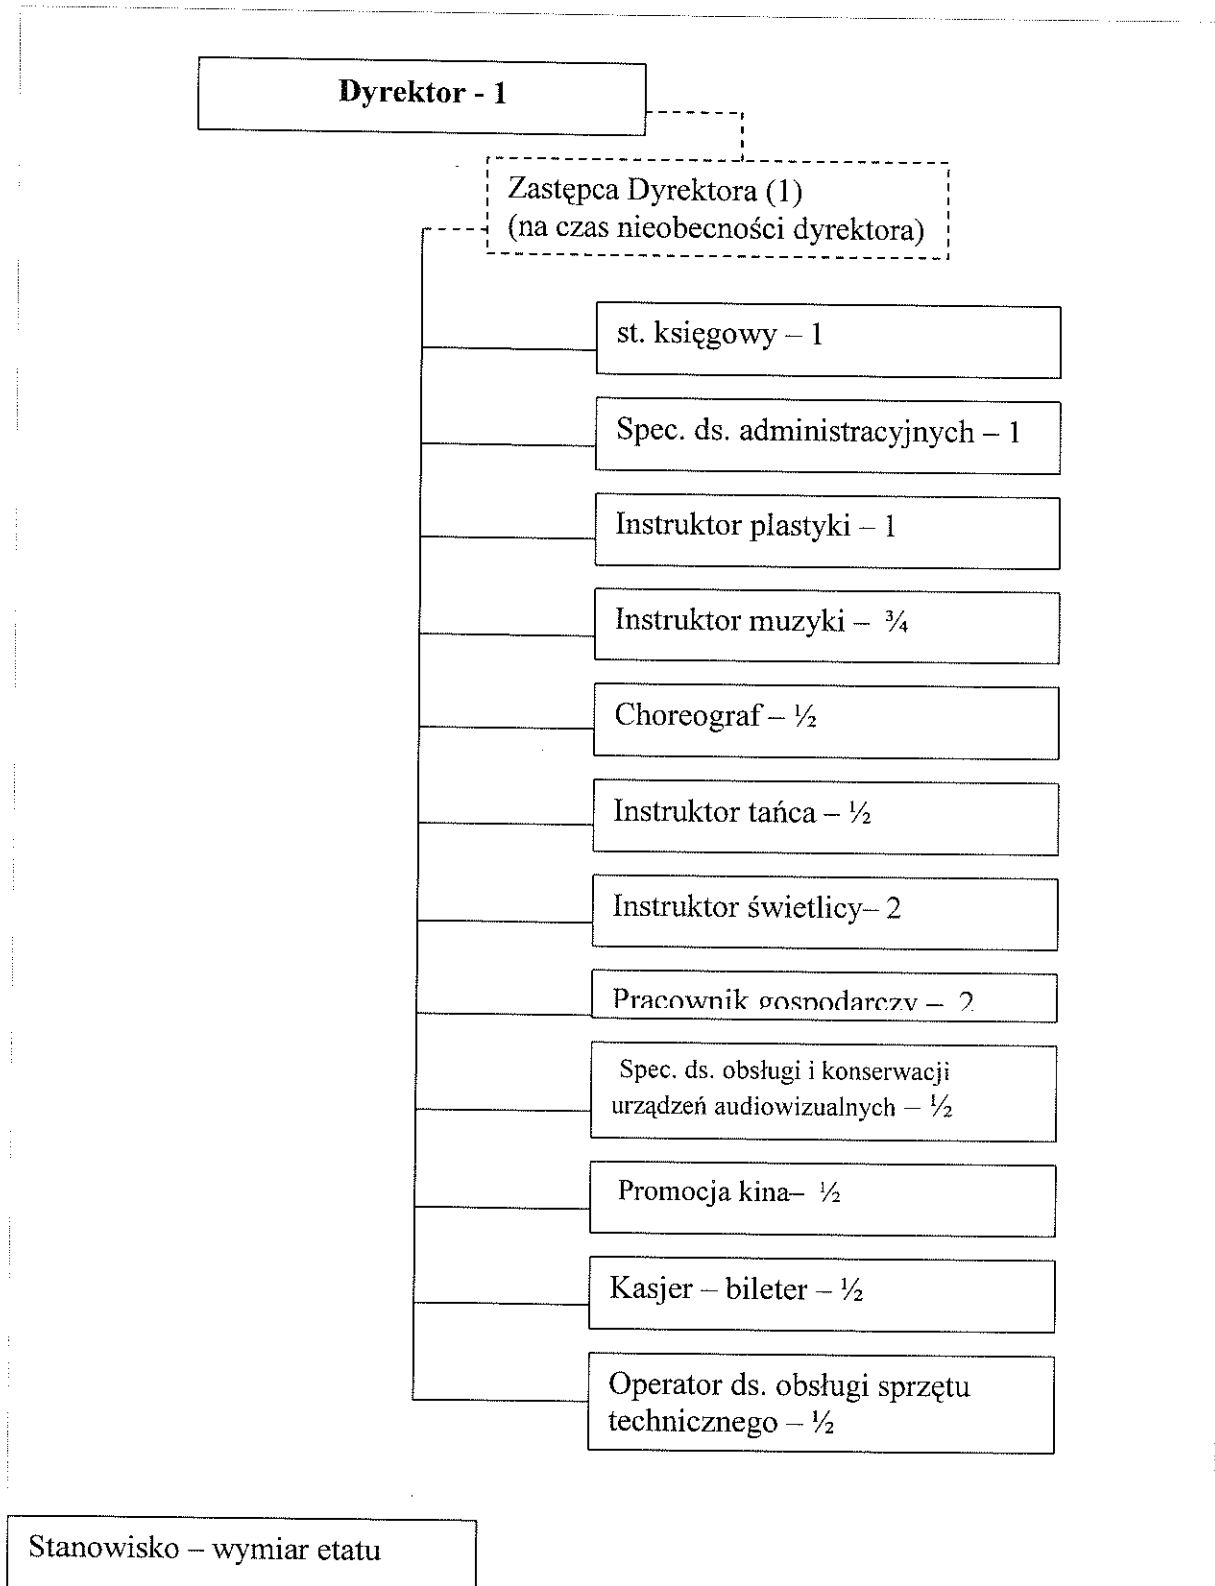 Dyrektor - 1
Zastępca Dyrektora (1)
(na czas nieobecności dyrektora)
st. księgowy – 1
Spec. ds. administracyjnych – 1
Instruktor plastyki – 1
Instruktor muzyki – ¾
Choreograf – ½
Instruktor tańca – ½
Instruktor świetlicy– 2
Pracownik gospodarczy – 2
Spec. ds. obsługi i konserwacji
urządzeń audiowizualnych – ½
Promocja kina– ½
Kasjer – bileter – ½
Operator ds. obsługi sprzętu
technicznego – ½
Stanowisko – wymiar etatu